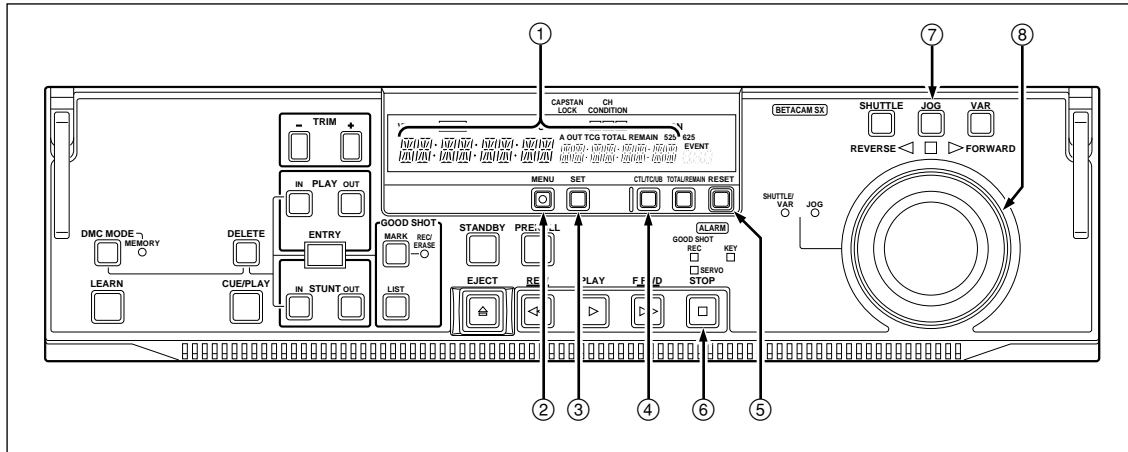 ① ⑦ ⑧
CAPSTAN LOCK CH CONDITION
BETACAM SX
SHUTTLE JOG VAR
REVERSE FORWARD
TRIM
- +
A OUT TCG TOTAL REMAIN 525 625
EVENT
MENU SET CTL/TC/UB TOTAL/REMAIN RESET
IN PLAY OUT
SHUTTLE/VAR JOG
DMC MODE MEMORY DELETE ENTRY
GOOD SHOT
MARK REC/ERASE
STANDBY
ALARM
GOOD SHOT REC KEY
SERVO
LEARN CUE/PLAY
IN STUNT OUT
LIST
EJECT PLAY STOP
② ③ ④ ⑥ ⑤